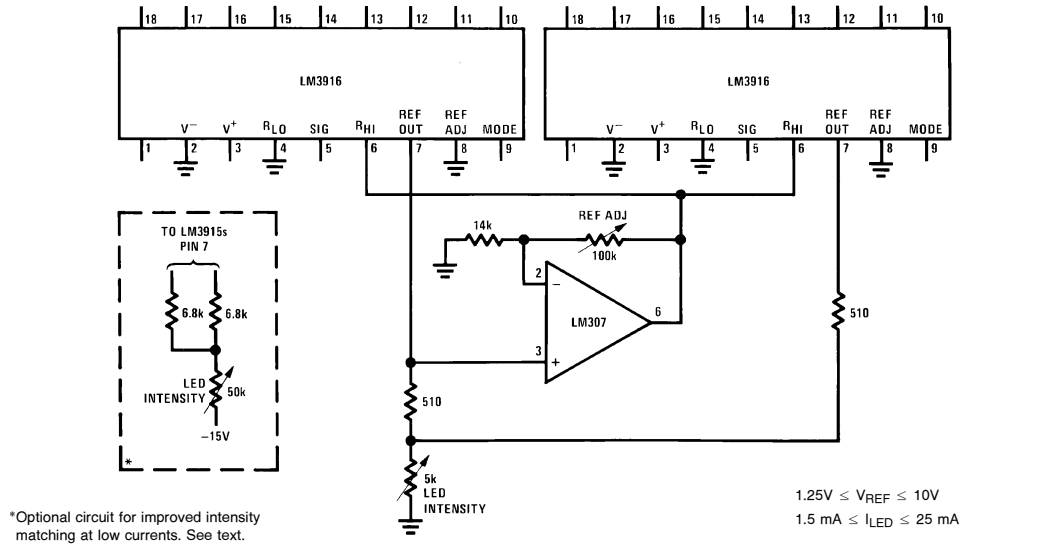 18 17 16 15 14 13 12 11 10
18 17 16 15 14 13 12 11 10
LM3916
LM3916
V− V+ RLO SIG RHI REF OUT REF ADJ MODE
V− V+ RLO SIG RHI REF OUT REF ADJ MODE
1 2 3 4 5 6 7 8 9
1 2 3 4 5 6 7 8 9
TO LM3915s
PIN 7
6.8k
6.8k
LED
INTENSITY
50k
−15V
*
14k
REF ADJ
100k
2
−
LM307
6
3
+
510
510
5k
LED
INTENSITY
*Optional circuit for improved intensity
matching at low currents. See text.
1.25V ≤ VREF ≤ 10V
1.5 mA ≤ ILED ≤ 25 mA